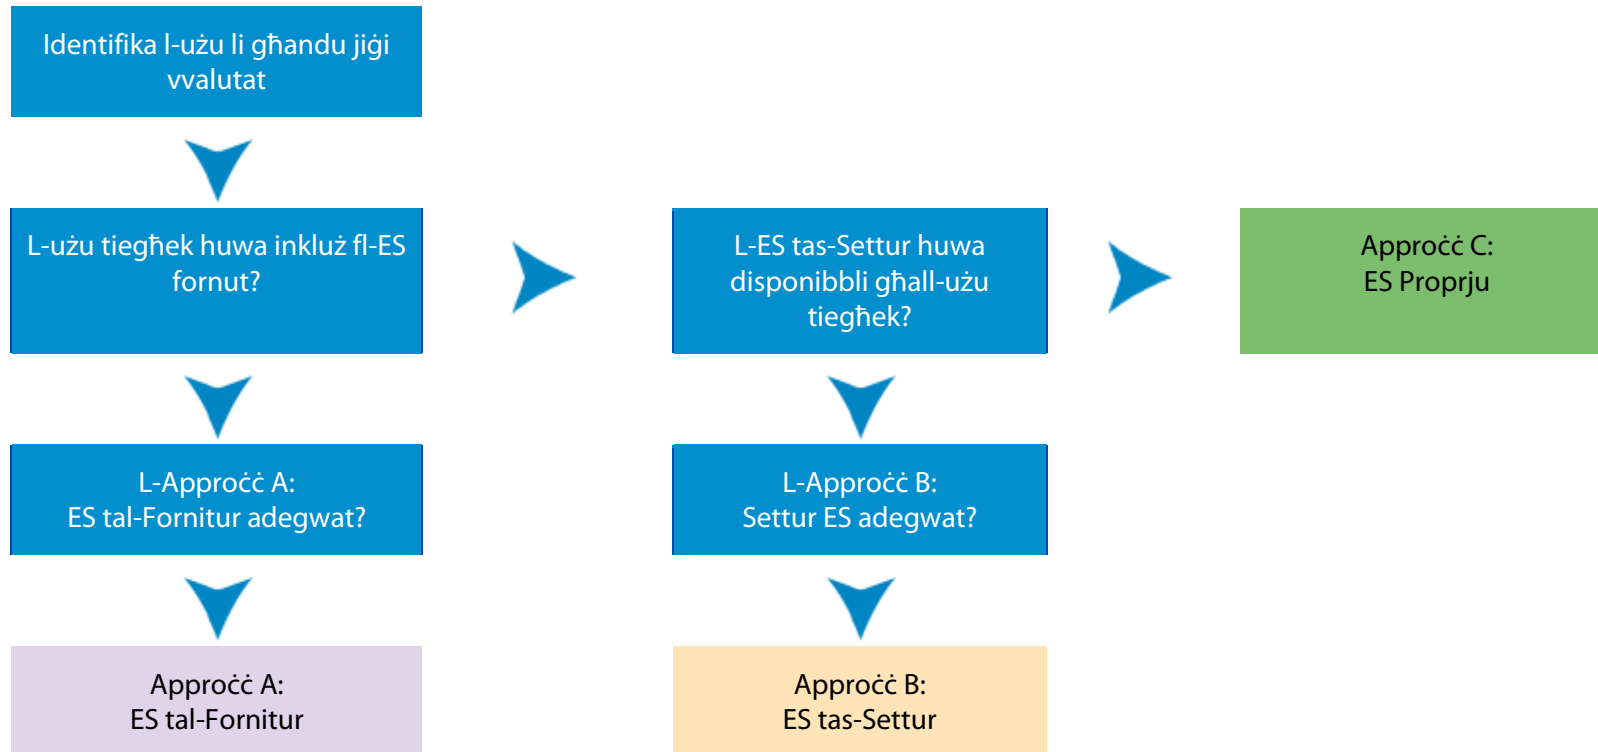 Identifika l-użu li għandu jiġi
vvalutat
L-użu tiegħek huwa inkluż fl-ES
fornut?
L-ES tas-Settur huwa
disponibbli għall-użu
tiegħek?
Approċċ C:
ES Proprju
L-Approċċ A:
ES tal-Fornitur adegwat?
L-Approċċ B:
Settur ES adegwat?
Approċċ A:
ES tal-Fornitur
Approċċ B:
ES tas-Settur